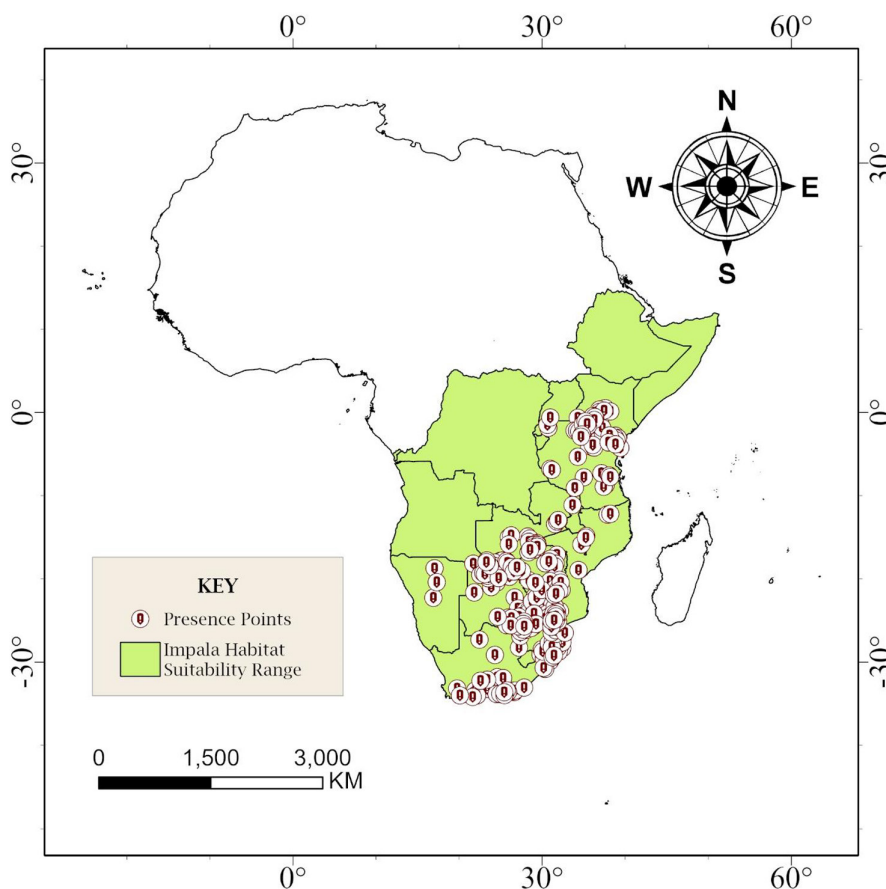 0°
30°
60°
30°
0°
-30°
30°
0°
-30°
N
W
E
S
KEY
Presence Points
Impala Habitat
Suitability Range
0
1,500
3,000
KM
0°
30°
60°